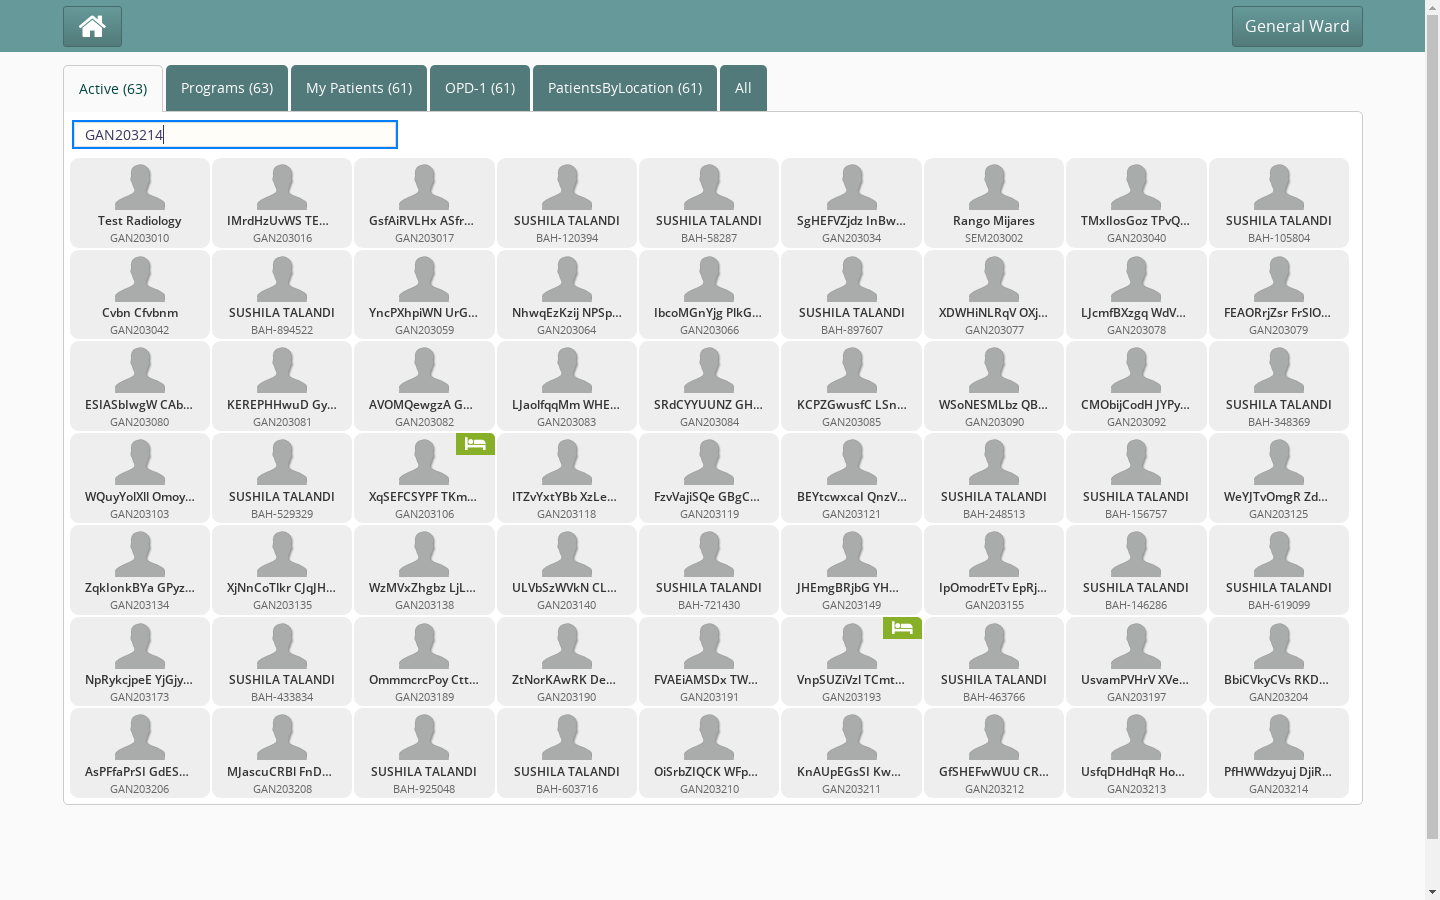 General Ward
Active (63)
Programs (63)
My Patients (61)
OPD-1 (61)
PatientsByLocation (61)
All
GAN203214
Test Radiology
GAN203010
IMrdHzUvWS TE...
GAN203016
GsfAiRVLHx ASfr...
GAN203017
SUSHILA TALANDI
BAH-120394
SUSHILA TALANDI
BAH-58287
SgHEFVZjdz InBw...
GAN203034
Rango Mijares
SEM203002
TMxIIosGoz TPvQ...
GAN203040
SUSHILA TALANDI
BAH-105804
Cvbn Cfvbnm
GAN203042
SUSHILA TALANDI
BAH-894522
YncPXhpiWN UrG...
GAN203059
NhwqEzKzij NPSp...
GAN203064
IbcoMGnYjg PlkG...
GAN203066
SUSHILA TALANDI
BAH-897607
XDWHiNLRqV OXj...
GAN203077
LJcmfBXzgq WdV...
GAN203078
FEAORrjZsr FrSIO...
GAN203079
ESIASbIwgW CAb...
GAN203080
KEREPHHwuD Gy...
GAN203081
AVOMQewgzA G...
GAN203082
LJaolfqqMm WHE...
GAN203083
SRdCYYUUNZ GH...
GAN203084
KCPZGwusfC LSn...
GAN203085
WSoNESMLbz QB...
GAN203090
CMObijCodH JYPy...
GAN203092
SUSHILA TALANDI
BAH-348369
WQuyYolXll Omoy...
GAN203103
SUSHILA TALANDI
BAH-529329
XqSEFCSYPF TKm...
GAN203106
ITZvYxtYBb XzLe...
GAN203118
FzvVajiSQe GBgC...
GAN203119
BEYtcwxcaI QnzV...
GAN203121
SUSHILA TALANDI
BAH-248513
SUSHILA TALANDI
BAH-156757
WeYJTvOmgR Zd...
GAN203125
ZqkIonkBYa GPyz...
GAN203134
XjNnCoTlkr CJqJH...
GAN203135
WzMVxZhgbz LjL...
GAN203138
ULVbSzWVkN CL...
GAN203140
SUSHILA TALANDI
BAH-721430
JHEmgBRjbG YH...
GAN203149
IpOmodrETv EpRj...
GAN203155
SUSHILA TALANDI
BAH-146286
SUSHILA TALANDI
BAH-619099
NpRykcjpeE YjGjy...
GAN203173
SUSHILA TALANDI
BAH-433834
OmmmcrcPoy Ctt...
GAN203189
ZtNorKAwRK De...
GAN203190
FVAEiAMSDx TW...
GAN203191
VnpSUZiVzl TCmt...
GAN203193
SUSHILA TALANDI
BAH-463766
UsvamPVHrV XVe...
GAN203197
BbiCVkyCVs RKD...
GAN203204
AsPFfaPrSI GdES...
GAN203206
MJascuCRBI FnD...
GAN203208
SUSHILA TALANDI
BAH-925048
SUSHILA TALANDI
BAH-603716
OiSrbZIQCK WFp...
GAN203210
KnAUpEGsSI Kw...
GAN203211
GfSHEFwWUU CR...
GAN203212
UsfqDHdHqR Ho...
GAN203213
PfHWWdzyuj DjiR...
GAN203214